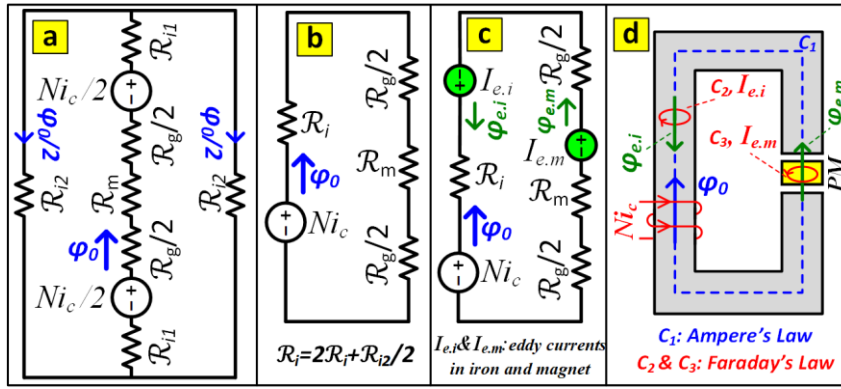 a
ℛi1
Nic/2
φ0/2
φ0/2
ℛg/2
ℛi2
ℛm
ℛi2
φ0
ℛg/2
Nic/2
ℛi1
b
ℛg/2
ℛi
φ0
ℛm
Nic
ℛg/2
ℛi=2ℛi+ℛi2/2
c
ℛg/2
Ie.i
φe.i
φe.m
Ie.m
ℛi
ℛm
φ0
Nic
ℛg/2
Ie.i&Ie.m: eddy currents
in iron and magnet
d
C1
C2, Ie.i
φe.m
φe.i
C3, Ie.m
φ0
PM
Nic
C1: Ampere's Law
C2 & C3: Faraday's Law